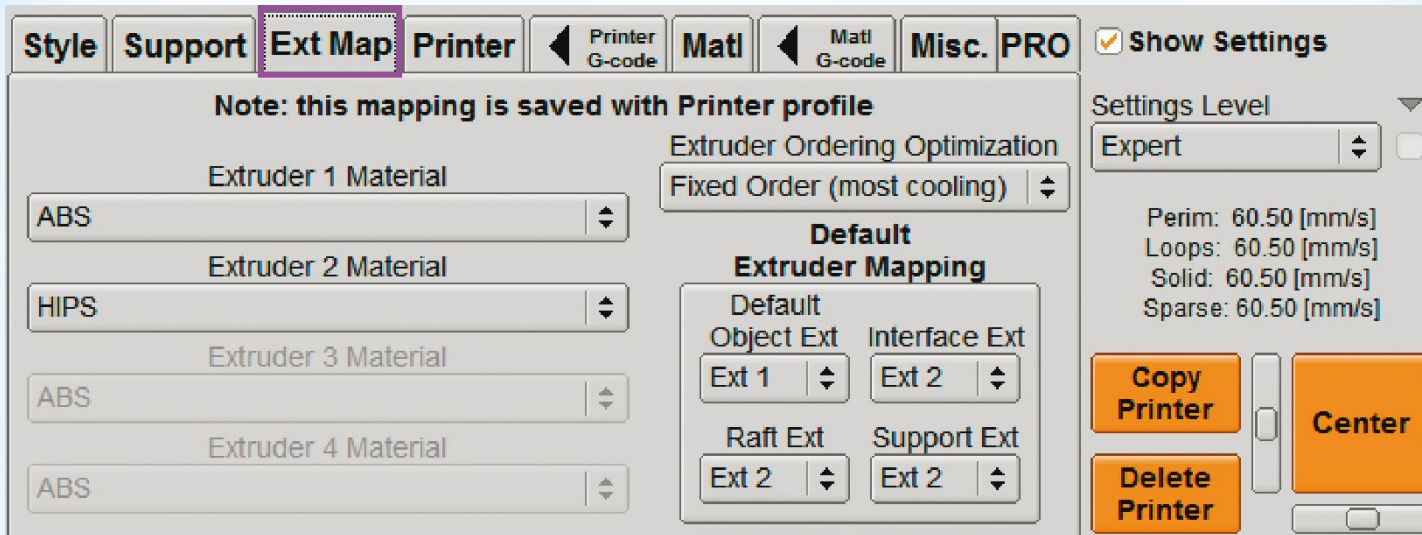 Style
Support
Ext Map
Printer
Printer
G-code
Matl
Matl
G-code
Misc.
PRO
Note: this mapping is saved with Printer profile
Extruder 1 Material
ABS
Extruder 2 Material
HIPS
Extruder 3 Material
ABS
Extruder 4 Material
ABS
Extruder Ordering Optimization
Fixed Order (most cooling)
Default
Extruder Mapping
Default
Object Ext
Ext 1
Interface Ext
Ext 2
Raft Ext
Ext 2
Support Ext
Ext 2
Show Settings
Settings Level
Expert
Perim: 60.50 [mm/s]
Loops: 60.50 [mm/s]
Solid: 60.50 [mm/s]
Sparse: 60.50 [mm/s]
Copy
Printer
Center
Delete
Printer